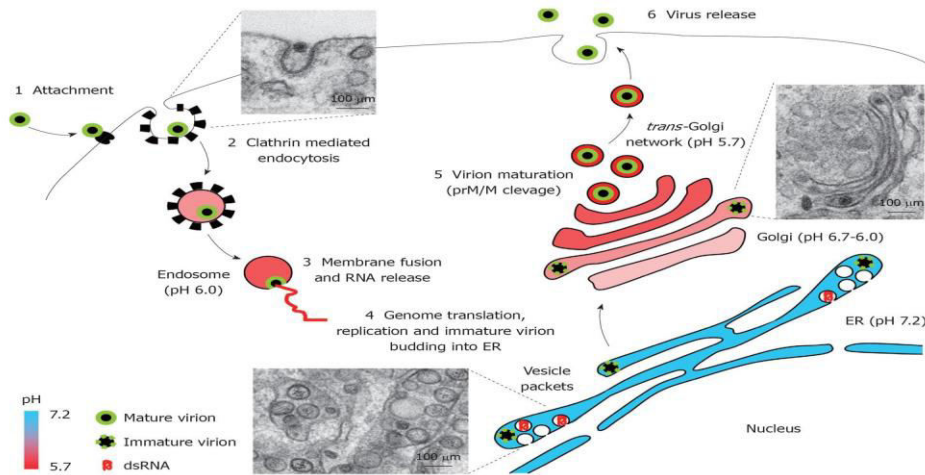 6 Virus release
1 Attachment
100 µm
2 Clathrin mediated
endocytosis
trans-Golgi
network (pH 5.7)
5 Virion maturation
(prM/M clevage)
100 µm
Golgi (pH 6.7-6.0)
3 Membrane fusion
and RNA release
Endosome
(pH 6.0)
4 Genome translation,
replication and immature virion
budding into ER
ER (pH 7.2)
Vesicle
packets
pH
7.2
5.7
Mature virion
Immature virion
dsRNA
100 µm
Nucleus